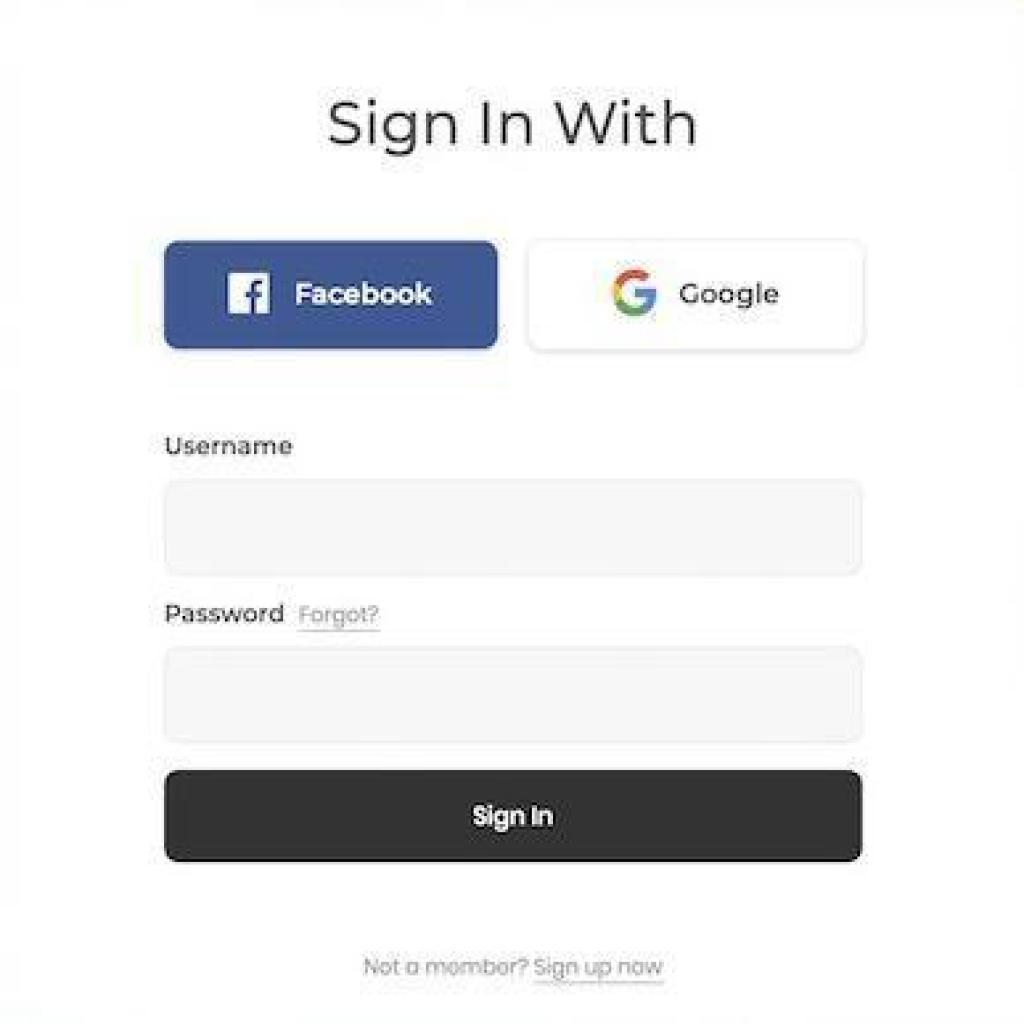 Sign In With
Facebook
Google
Username
Password Forgot?
Sign In
Not a member? Sign up now